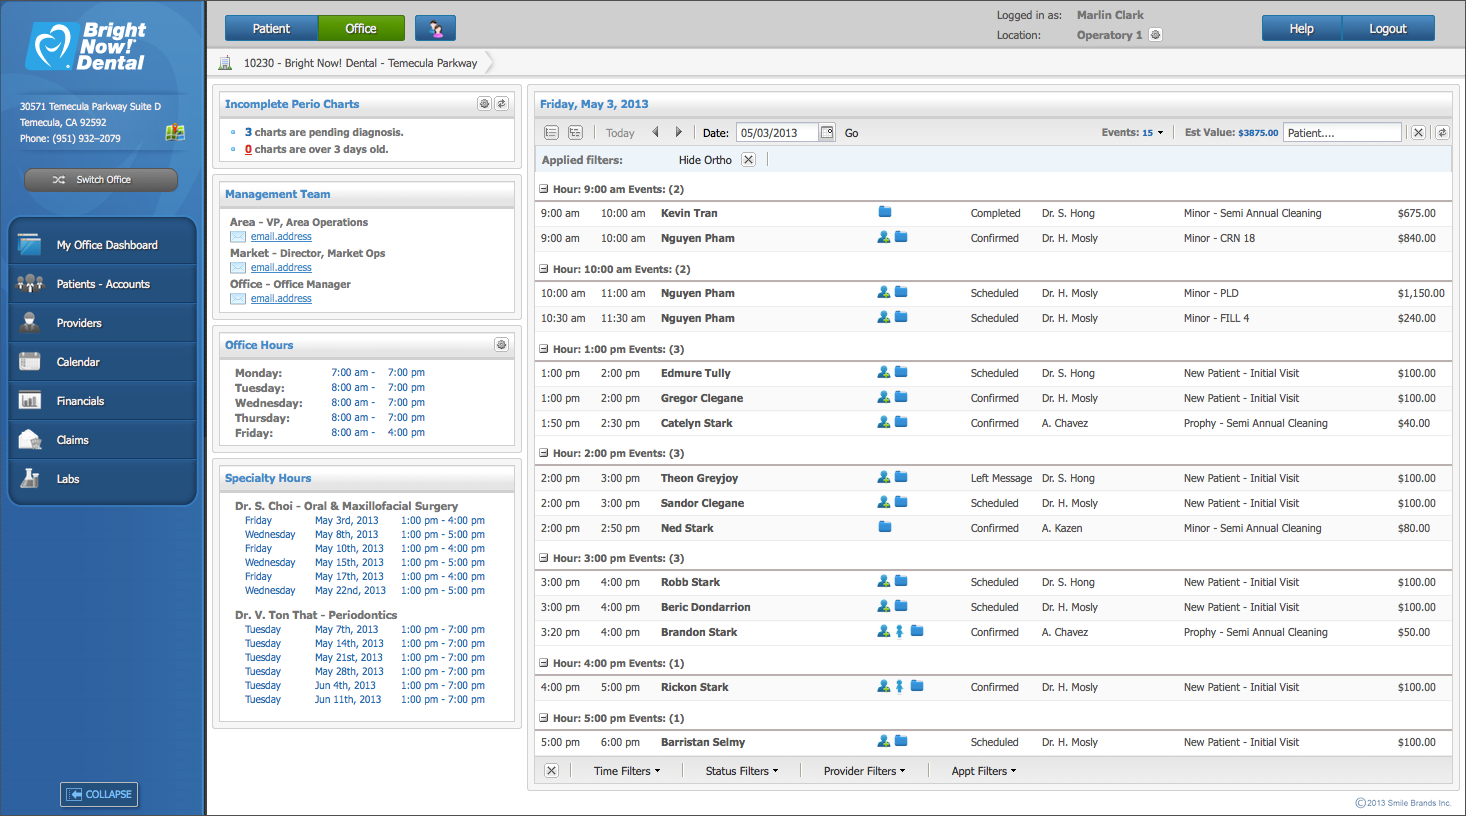 Bright Now!® Dental
30571 Temecula Parkway Suite D
Temecula, CA 92592
Phone: (951) 932-2079
Switch Office
My Office Dashboard
Patients - Accounts
Providers
Calendar
Financials
Claims
Labs
COLLAPSE
Patient Office
Logged in as: Marlin Clark
Location: Operatory 1
Help Logout
10230 - Bright Now! Dental - Temecula Parkway
Incomplete Perio Charts
3 charts are pending diagnosis.
0 charts are over 3 days old.
Management Team
Area - VP, Area Operations
email.address
Market - Director, Market Ops
email.address
Office - Office Manager
email.address
Office Hours
Monday: 7:00 am - 7:00 pm
Tuesday: 8:00 am - 7:00 pm
Wednesday: 8:00 am - 7:00 pm
Thursday: 8:00 am - 7:00 pm
Friday: 8:00 am - 4:00 pm
Specialty Hours
Dr. S. Choi - Oral & Maxillofacial Surgery
Friday May 3rd, 2013 1:00 pm - 4:00 pm
Wednesday May 8th, 2013 1:00 pm - 5:00 pm
Friday May 10th, 2013 1:00 pm - 4:00 pm
Wednesday May 15th, 2013 1:00 pm - 5:00 pm
Friday May 17th, 2013 1:00 pm - 4:00 pm
Wednesday May 22nd, 2013 1:00 pm - 5:00 pm
Dr. V. Ton That - Periodontics
Tuesday May 7th, 2013 1:00 pm - 7:00 pm
Tuesday May 14th, 2013 1:00 pm - 7:00 pm
Tuesday May 21st, 2013 1:00 pm - 7:00 pm
Tuesday May 28th, 2013 1:00 pm - 7:00 pm
Tuesday Jun 4th, 2013 1:00 pm - 7:00 pm
Tuesday Jun 11th, 2013 1:00 pm - 7:00 pm
Friday, May 3, 2013
Today Date: 05/03/2013 Go Events: 15 Est Value: $3875.00 Patient....
Applied filters: Hide Ortho
Hour: 9:00 am Events: (2)
9:00 am 10:00 am Kevin Tran Completed Dr. S. Hong Minor - Semi Annual Cleaning $675.00
9:00 am 10:00 am Nguyen Pham Confirmed Dr. H. Mosly Minor - CRN 18 $840.00
Hour: 10:00 am Events: (2)
10:00 am 11:00 am Nguyen Pham Scheduled Dr. H. Mosly Minor - PLD $1,150.00
10:30 am 11:30 am Nguyen Pham Scheduled Dr. H. Mosly Minor - FILL 4 $240.00
Hour: 1:00 pm Events: (3)
1:00 pm 2:00 pm Edmure Tully Scheduled Dr. S. Hong New Patient - Initial Visit $100.00
1:00 pm 2:00 pm Gregor Clegane Confirmed Dr. H. Mosly New Patient - Initial Visit $100.00
1:50 pm 2:30 pm Catelyn Stark Confirmed A. Chavez Prophy - Semi Annual Cleaning $40.00
Hour: 2:00 pm Events: (3)
2:00 pm 3:00 pm Theon Greyjoy Left Message Dr. S. Hong New Patient - Initial Visit $100.00
2:00 pm 3:00 pm Sandor Clegane Scheduled Dr. H. Mosly New Patient - Initial Visit $100.00
2:00 pm 2:50 pm Ned Stark Confirmed A. Kazen Minor - Semi Annual Cleaning $80.00
Hour: 3:00 pm Events: (3)
3:00 pm 4:00 pm Robb Stark Scheduled Dr. S. Hong New Patient - Initial Visit $100.00
3:00 pm 4:00 pm Beric Dondarrion Scheduled Dr. H. Mosly New Patient - Initial Visit $100.00
3:20 pm 4:00 pm Brandon Stark Confirmed A. Chavez Prophy - Semi Annual Cleaning $50.00
Hour: 4:00 pm Events: (1)
4:00 pm 5:00 pm Rickon Stark Confirmed Dr. H. Mosly New Patient - Initial Visit $100.00
Hour: 5:00 pm Events: (1)
5:00 pm 6:00 pm Barristan Selmy Scheduled Dr. H. Mosly New Patient - Initial Visit $100.00
Time Filters Status Filters Provider Filters Appt Filters
©2013 Smile Brands Inc.